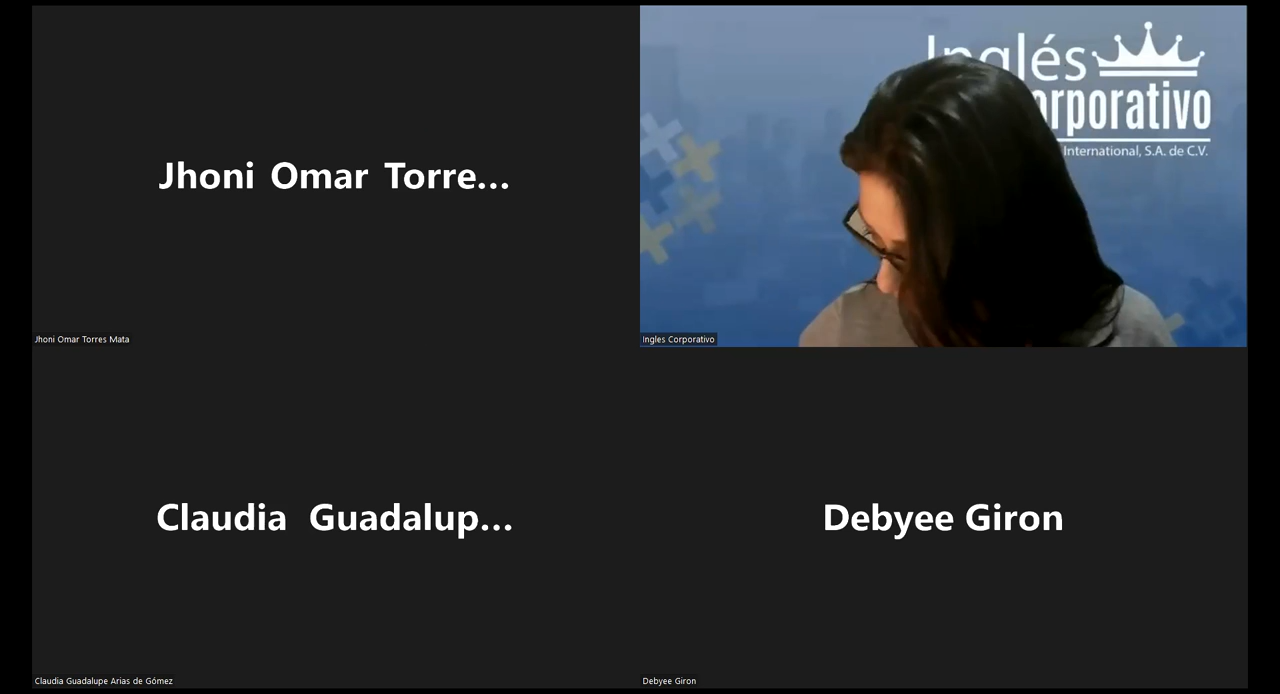 Jhoni Omar Torre...
Jhoni Omar Torres Mata
Inglés
orporativo
International, S.A. de C.V.
Ingles Corporativo
Claudia Guadalup...
Claudia Guadalupe Arias de Gómez
Debyee Giron
Debyee Giron